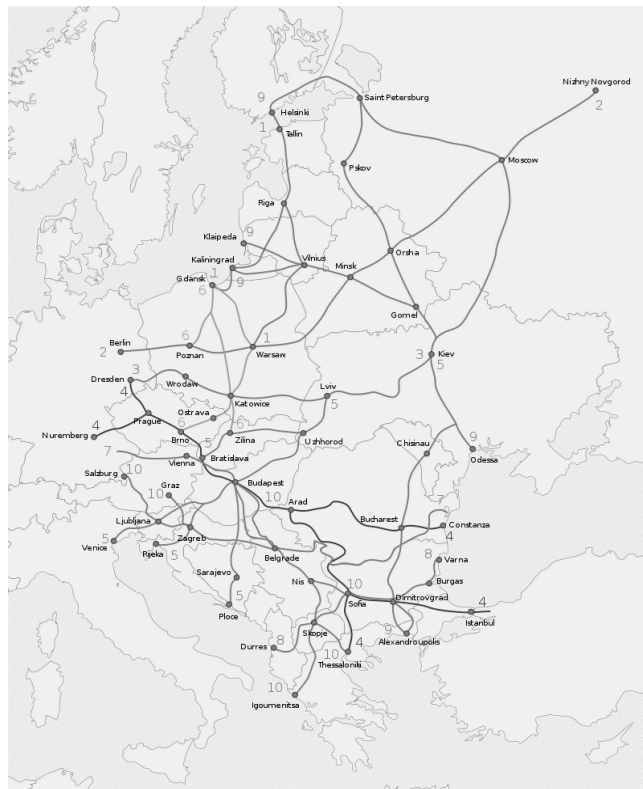 Nizhny Novgorod
2
9
Saint Petersburg
Helsinki
1
Tallin
Moscow
Pskov
Riga
Klaipeda
9
Kaliningrad
Vilnius
Minsk
Orsha
Gdansk
1
6
9
Gomel
Berlin
2
6
Poznan
1
Warsaw
3
Kiev
5
Dresden
3
4
Wrodaw
Katowice
Lviv
5
Ostrava
Prague
4
Nuremberg
6
Brno
6
Zilina
Uzhhorod
Chisinau
9
Odessa
7
Vienna
5
Bratislava
Salzburg
10
Budapest
Graz
10
10
Arad
7
Ljubljana
Bucharest
Constanza
4
5
Venice
Zagreb
Rijeka
5
Belgrade
8
Varna
Sarajevo
Nis
10
Burgas
5
Ploce
Sofia
Dimitrovgrad
4
Istanbul
Skopje
9
Alexandroupolis
Durres
8
4
10
Thessaloniki
10
Igoumenitsa